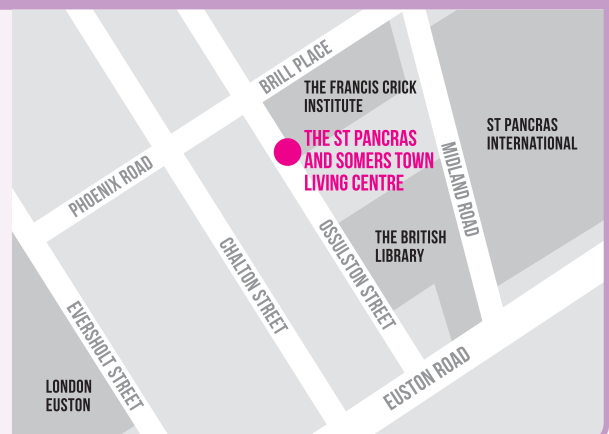 BRILL PLACE
THE FRANCIS CRICK
INSTITUTE
ST PANCRAS
INTERNATIONAL
THE ST PANCRAS
AND SOMERS TOWN
LIVING CENTRE
MIDLAND ROAD
PHOENIX ROAD
OSSULSTON STREET
THE BRITISH
LIBRARY
CHALTON STREET
EVERSHOLT STREET
EUSTON ROAD
LONDON
EUSTON